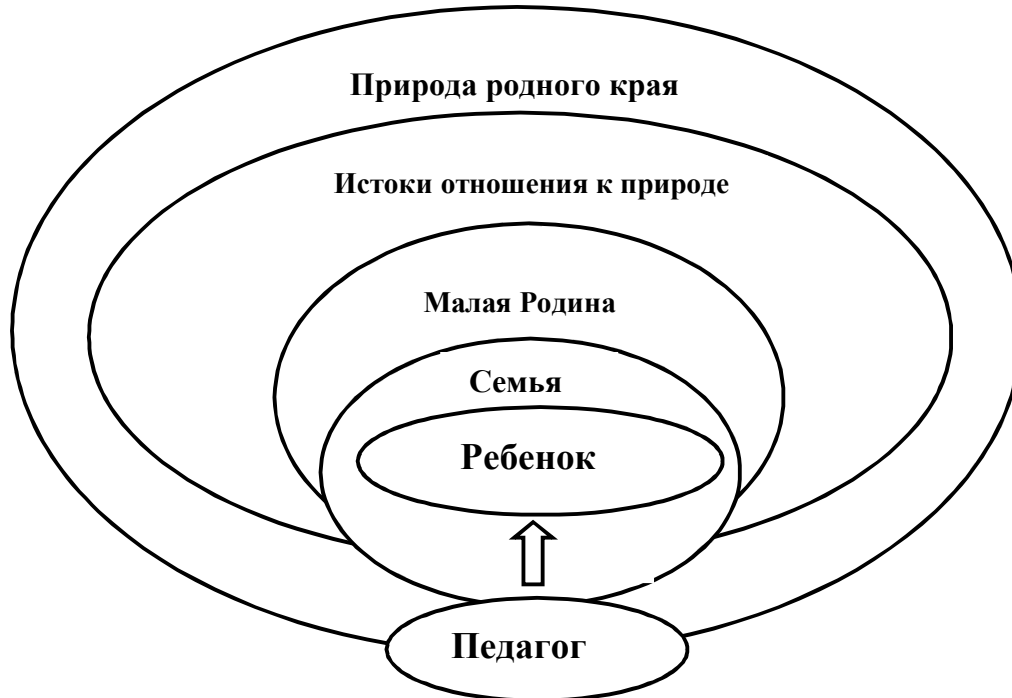 Природа родного края
Истоки отношения к природе
Малая Родина
Семья
Ребенок
Педагог